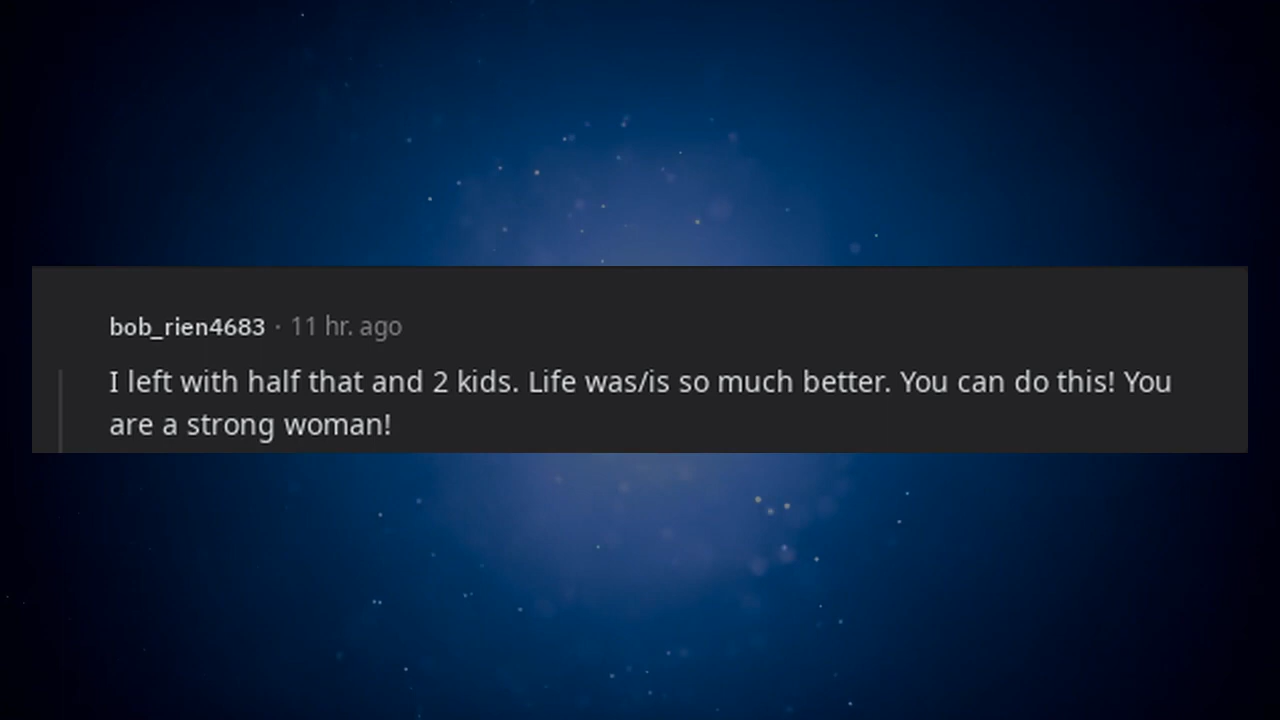 bob_rien4683 · 11 hr. ago
I left with half that and 2 kids. Life was/is so much better. You can do this! You
are a strong woman!